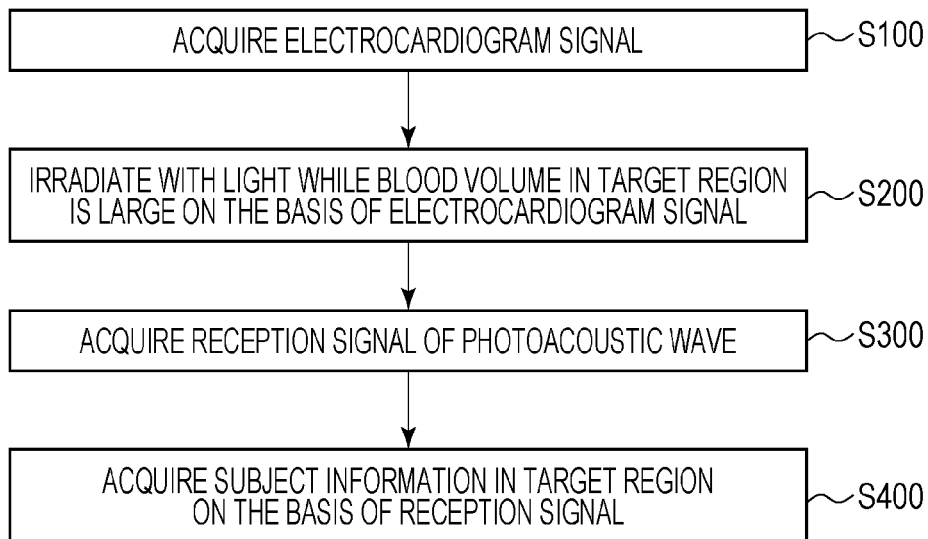 ACQUIRE ELECTROCARDIOGRAM SIGNAL
S100
IRRADIATE WITH LIGHT WHILE BLOOD VOLUME IN TARGET REGION
IS LARGE ON THE BASIS OF ELECTROCARDIOGRAM SIGNAL
S200
ACQUIRE RECEPTION SIGNAL OF PHOTOACOUSTIC WAVE
S300
ACQUIRE SUBJECT INFORMATION IN TARGET REGION
ON THE BASIS OF RECEPTION SIGNAL
S400